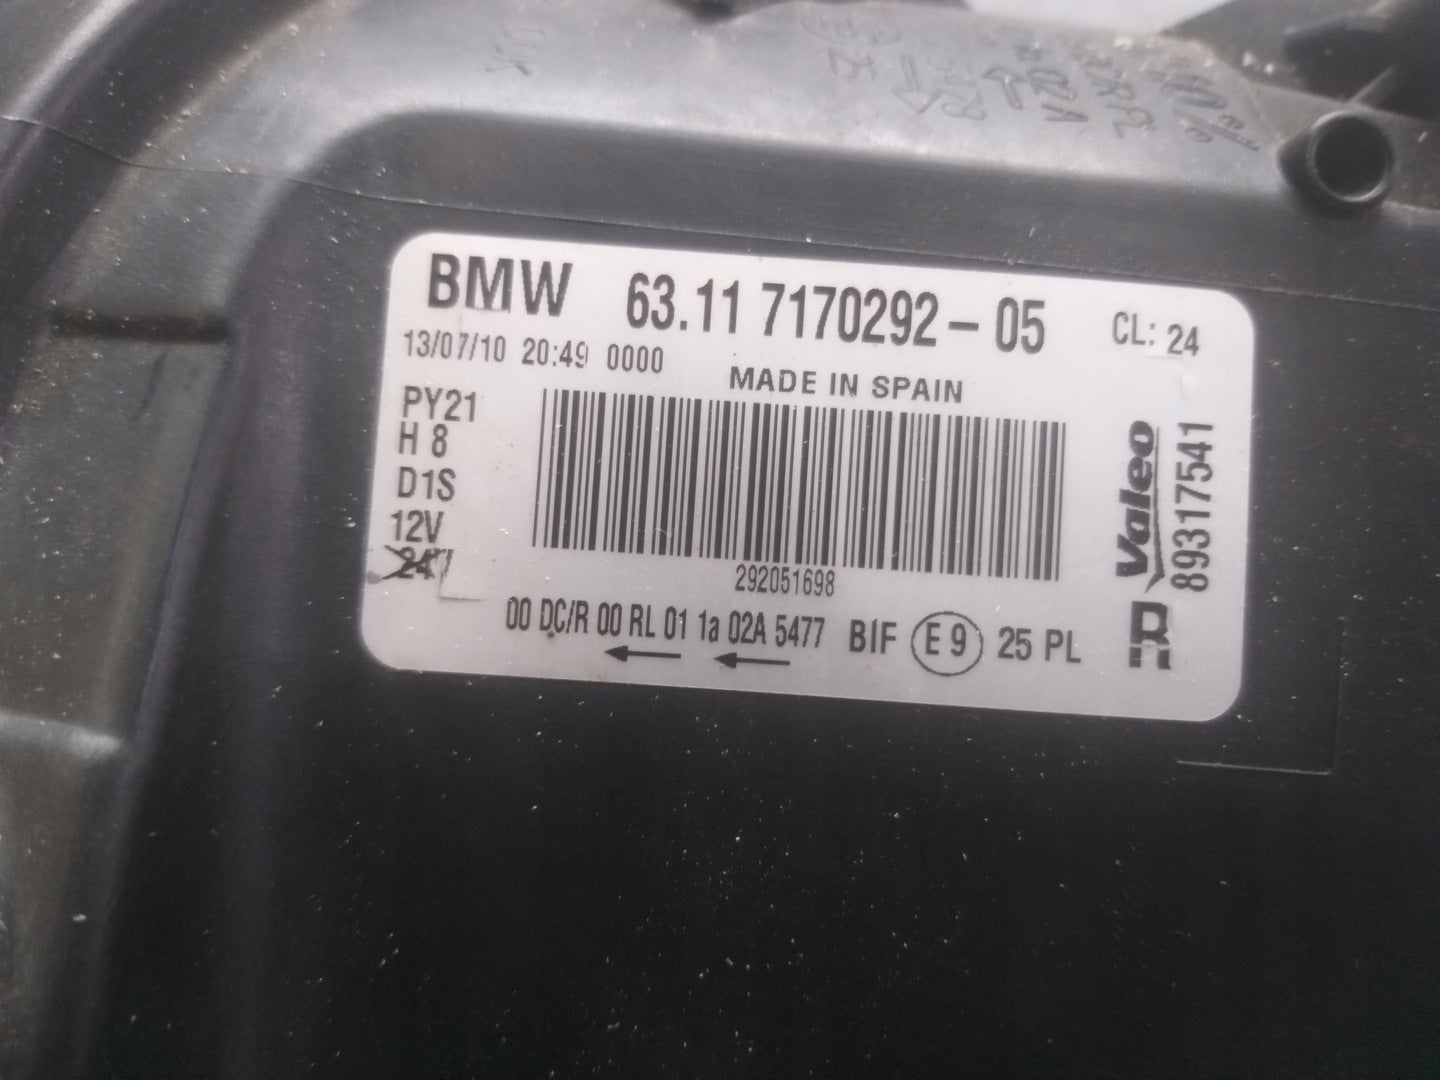 BMW 63.11 7170292-05 CL: 24
13/07/10 20:49 0000
MADE IN SPAIN
PY21
H 8
D1S
12V
24
292051698
00 DC/R 00 RL 01 1a 02A 5477 BIF E9 25 PL
Valeo
89317541